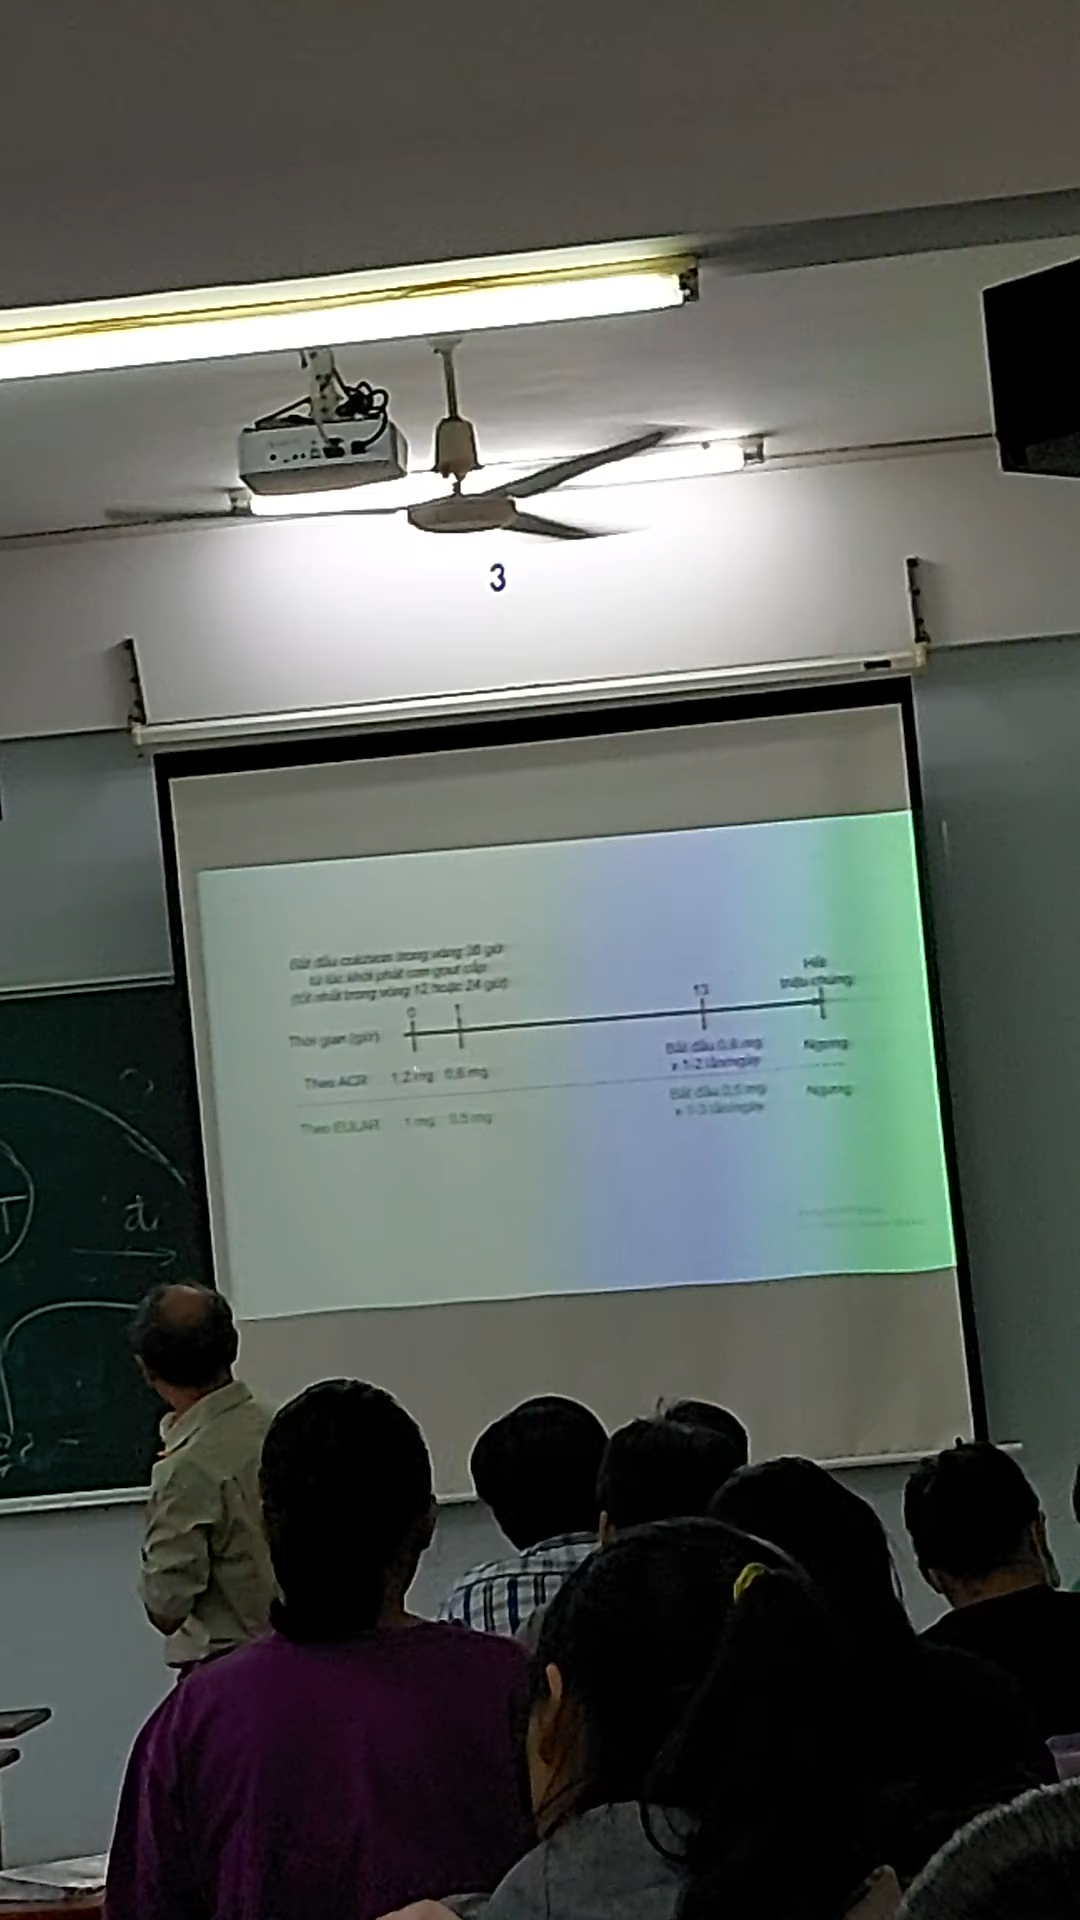 3
Bắt đầu colchicin trong vòng 36 giờ
từ lúc khởi phát cơn gout cấp
(tốt nhất trong vòng 12 hoặc 24 giờ)
Hết
triệu chứng
0 1 13
Thời gian (giờ)
Theo ACR 1,2 mg 0,6 mg Bắt đầu 0,6 mg Ngưng
x 1-2 lần/ngày
Theo EULAR 1 mg 0,5 mg Bắt đầu 0,5 mg Ngưng
x 1-3 lần/ngày
đ